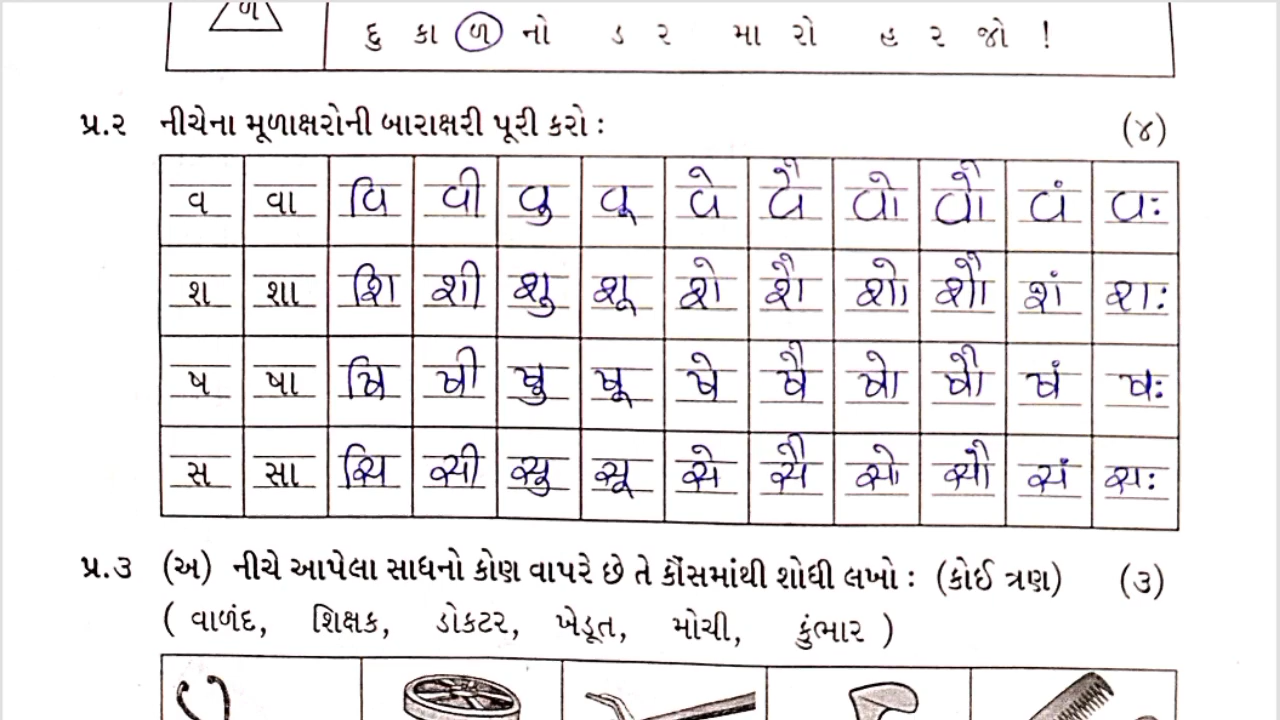 ળ
દુ કા ળ નો ડ ર મા રો હ ર જો !
પ્ર.૨ નીચેના મૂળાક્ષરોની બારાક્ષરી પૂરી કરો : (૪)
વ વા વિ વી વુ વૂ વે વૈ વો વૌ વં વઃ
શ શા શિ શી શુ શૂ શે શૈ શો શૌ શં શઃ
ષ ષા ષિ ષી ષુ ષૂ ષે ષૈ ષો ષૌ ષં ષઃ
સ સા સિ સી સુ સૂ સે સૈ સો સૌ સં સઃ
પ્ર.૩ (અ) નીચે આપેલા સાધનો કોણ વાપરે છે તે કૌંસમાંથી શોધી લખો : (કોઈ ત્રણ) (૩)
( વાળંદ, શિક્ષક, ડોકટર, ખેડૂત, મોચી, કુંભાર )